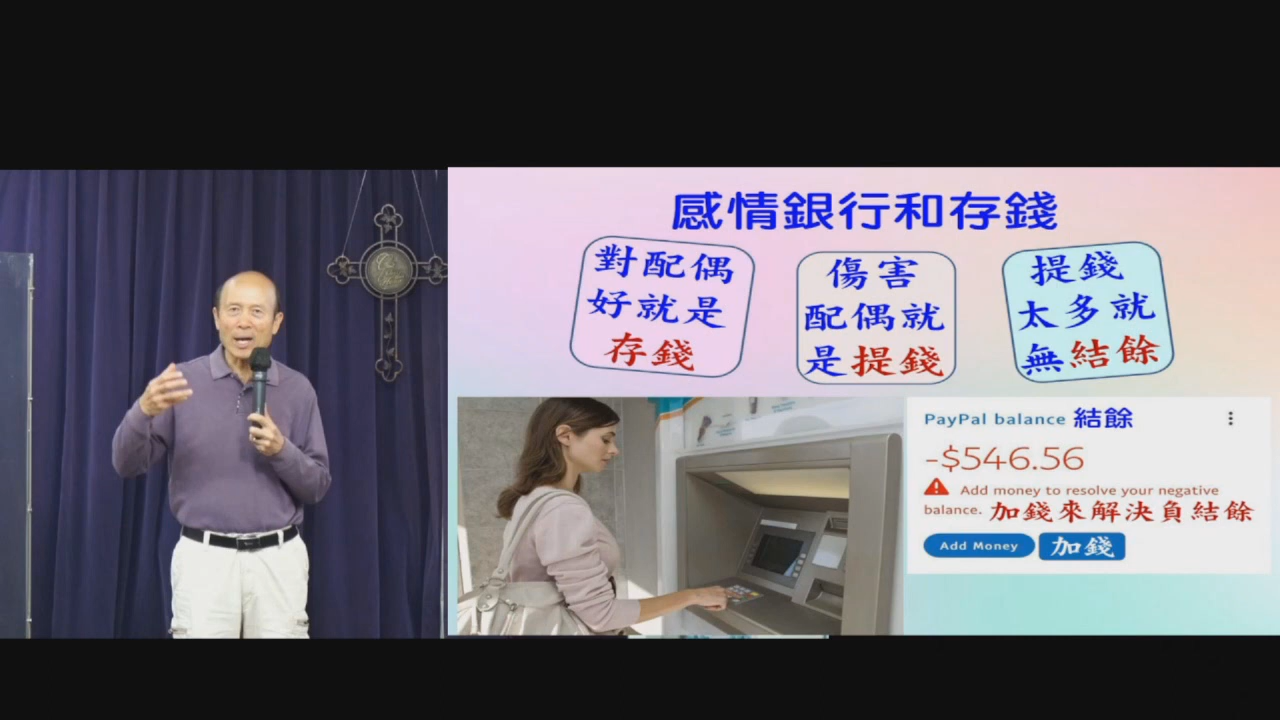 感情銀行和存錢
對配偶
好就是
存錢
傷害
配偶就
是提錢
提錢
太多就
無結餘
PayPal balance 結餘
-$546.56
Add money to resolve your negative
balance. 加錢來解決負結餘
Add Money 加錢